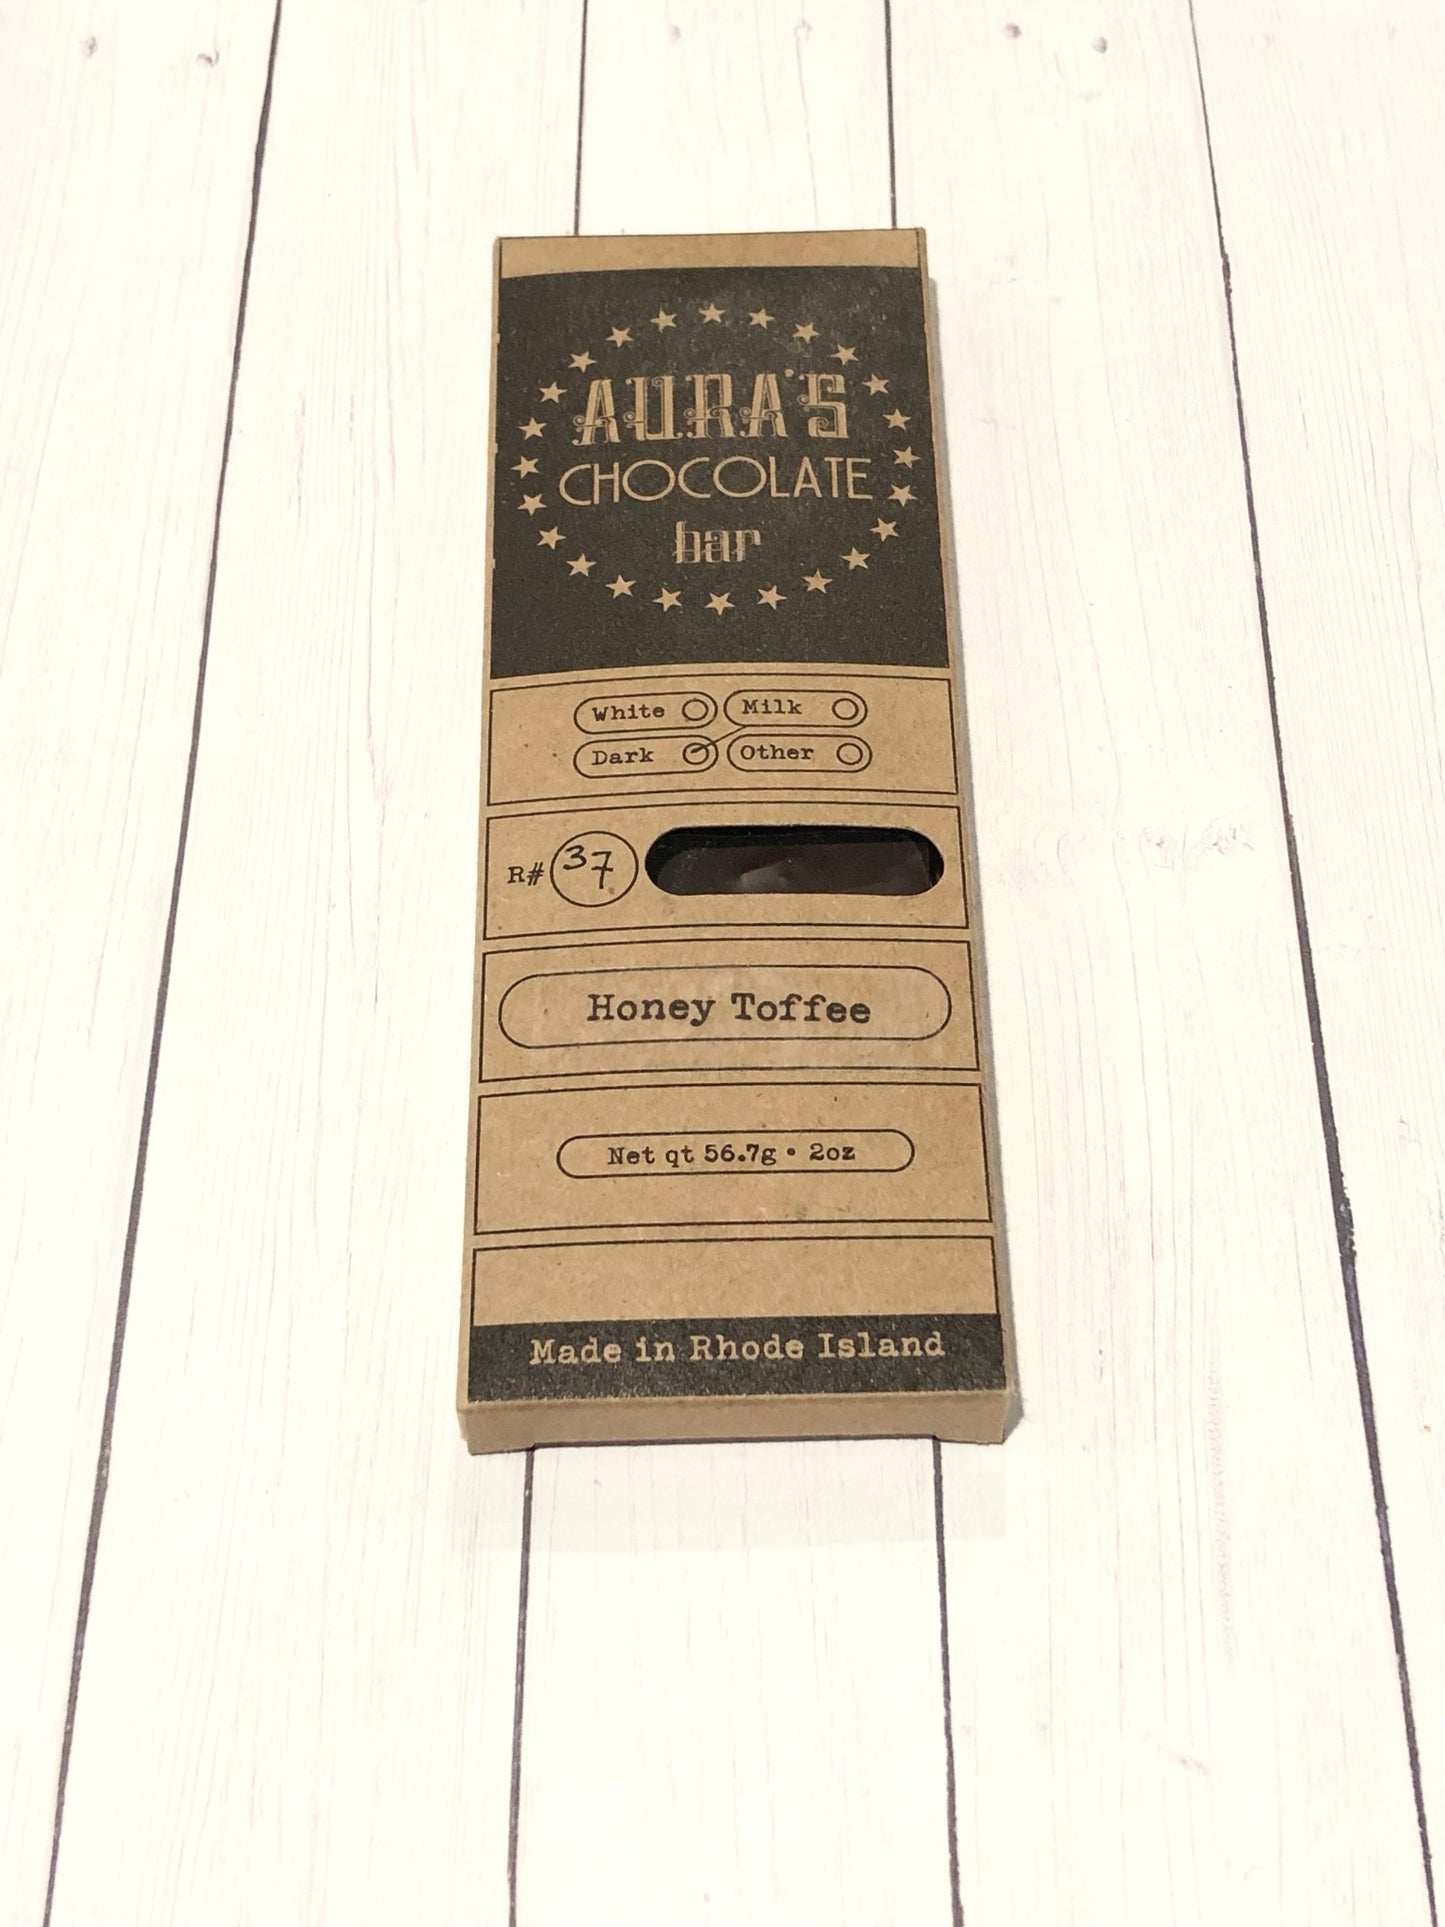 AURA'S
CHOCOLATE
bar
White Milk
Dark Other
R# 37
Honey Toffee
Net qt 56.7g • 2oz
Made in Rhode Island